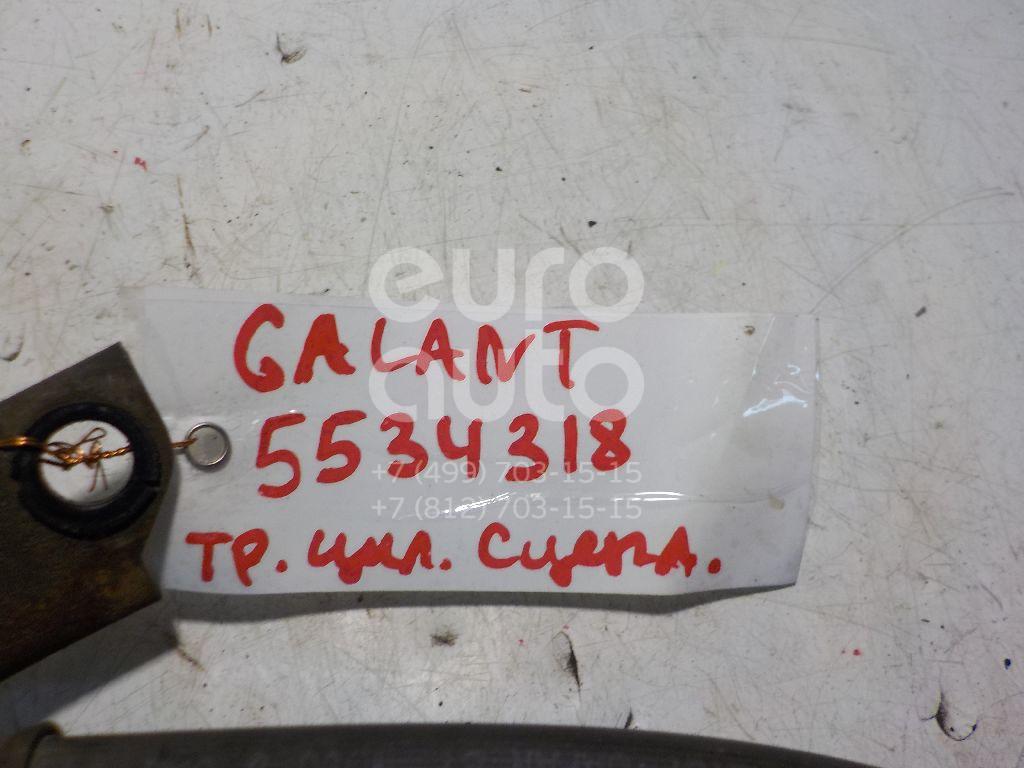 euro
GALANT
auto
5534318
+7 (499) 703-15-15
+7 (812) 703-15-15
тр. цил. сцепл.